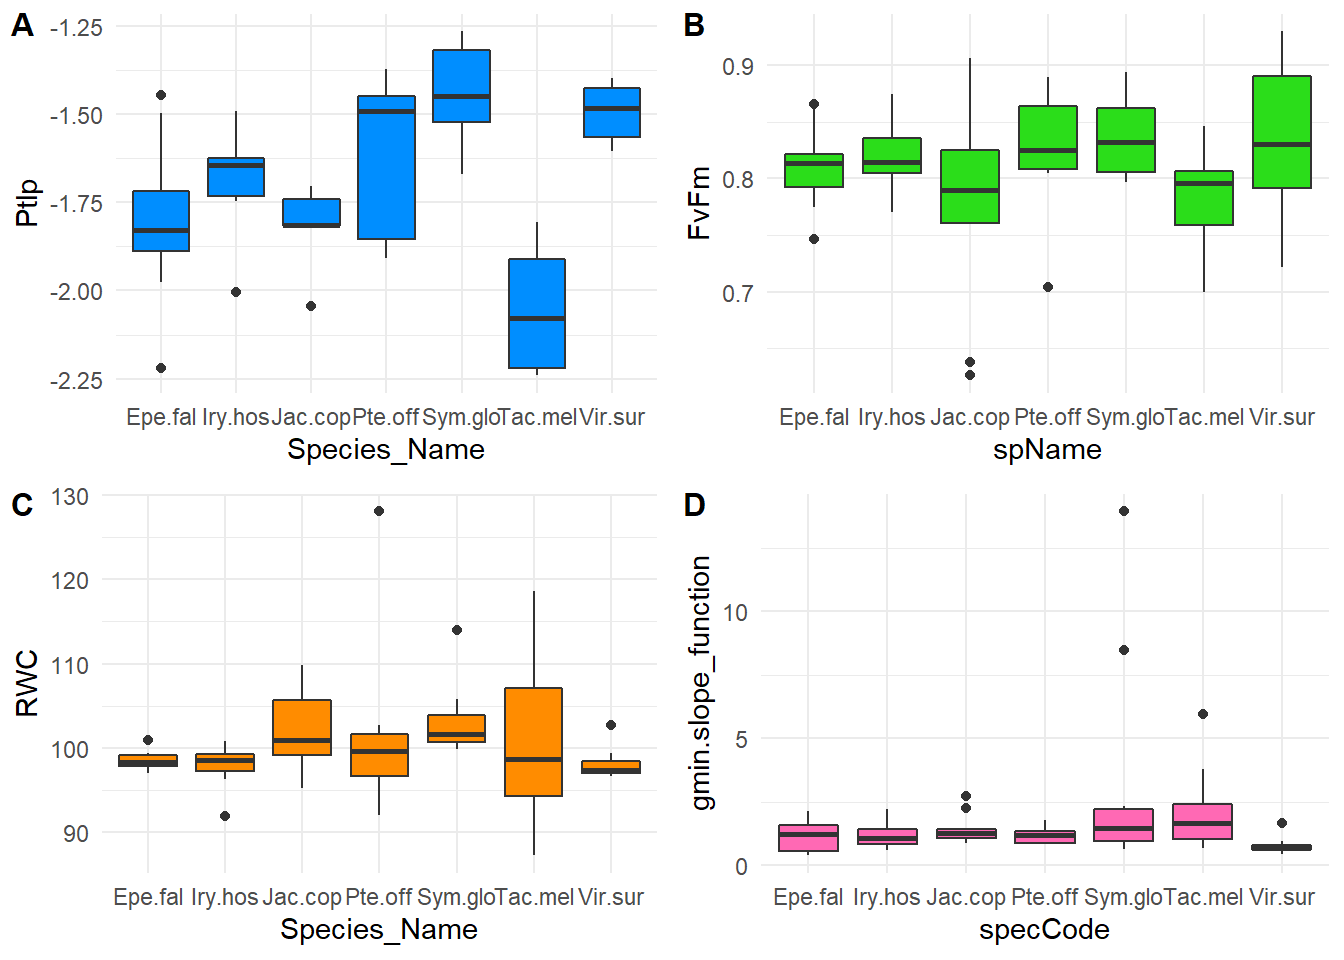 A
Ptlp
-1.25
-1.50
-1.75
-2.00
-2.25
Epe.fal Iry.hos Jac.cop Pte.off Sym.glo Tac.mel Vir.sur
Species_Name
B
FvFm
0.9
0.8
0.7
Epe.fal Iry.hos Jac.cop Pte.off Sym.glo Tac.mel Vir.sur
spName
C
RWC
130
120
110
100
90
Epe.fal Iry.hos Jac.cop Pte.off Sym.glo Tac.mel Vir.sur
Species_Name
D
gmin.slope_function
10
5
0
Epe.fal Iry.hos Jac.cop Pte.off Sym.glo Tac.mel Vir.sur
specCode